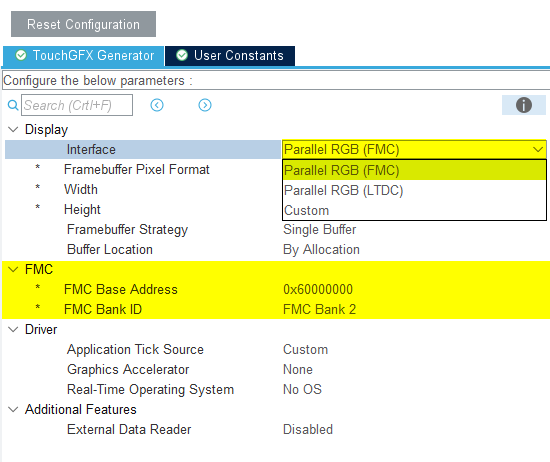 Reset Configuration
TouchGFX Generator User Constants
Configure the below parameters :
Search (Crtl+F)
Display
Interface Parallel RGB (FMC)
* Framebuffer Pixel Format Parallel RGB (FMC)
* Width Parallel RGB (LTDC)
* Height Custom
Framebuffer Strategy Single Buffer
Buffer Location By Allocation
FMC
* FMC Base Address 0x60000000
* FMC Bank ID FMC Bank 2
Driver
Application Tick Source Custom
Graphics Accelerator None
Real-Time Operating System No OS
Additional Features
External Data Reader Disabled